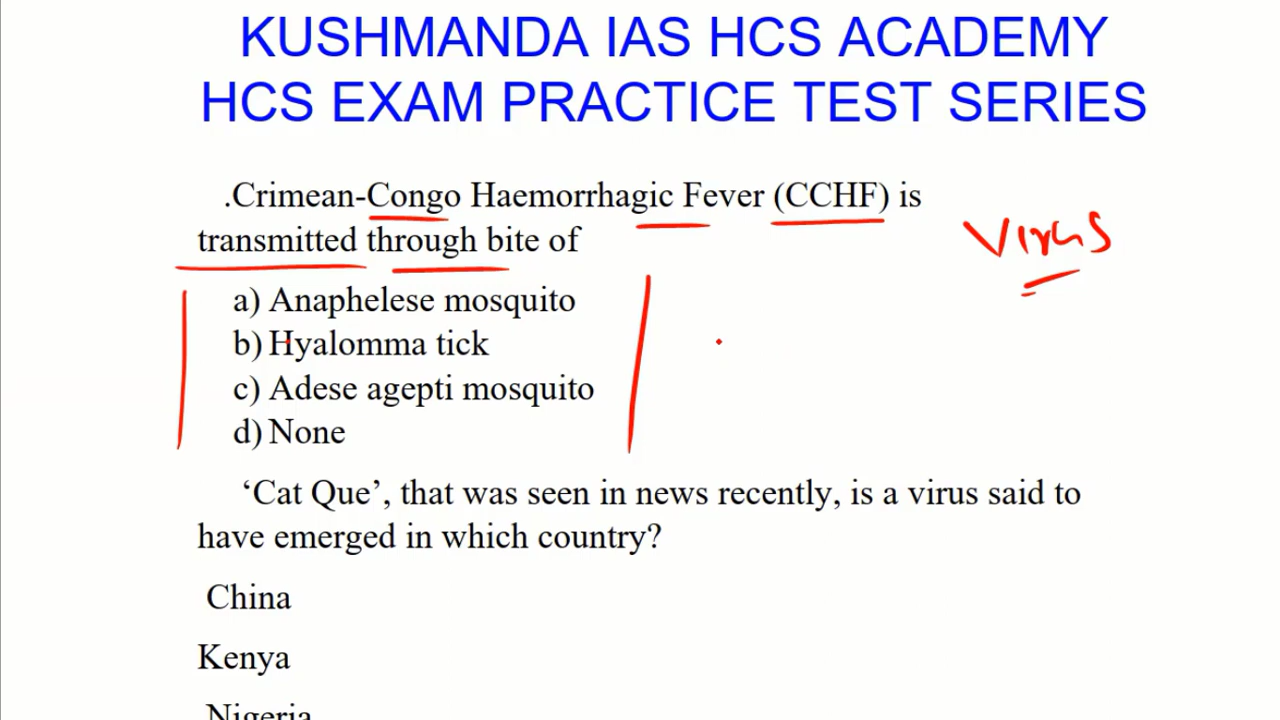 KUSHMANDA IAS HCS ACADEMY
HCS EXAM PRACTICE TEST SERIES
.Crimean-Congo Haemorrhagic Fever (CCHF) is
transmitted through bite of
Virus
a) Anaphelese mosquito
b) Hyalomma tick
c) Adese agepti mosquito
d) None
‘Cat Que’, that was seen in news recently, is a virus said to
have emerged in which country?
China
Kenya
Nigeria